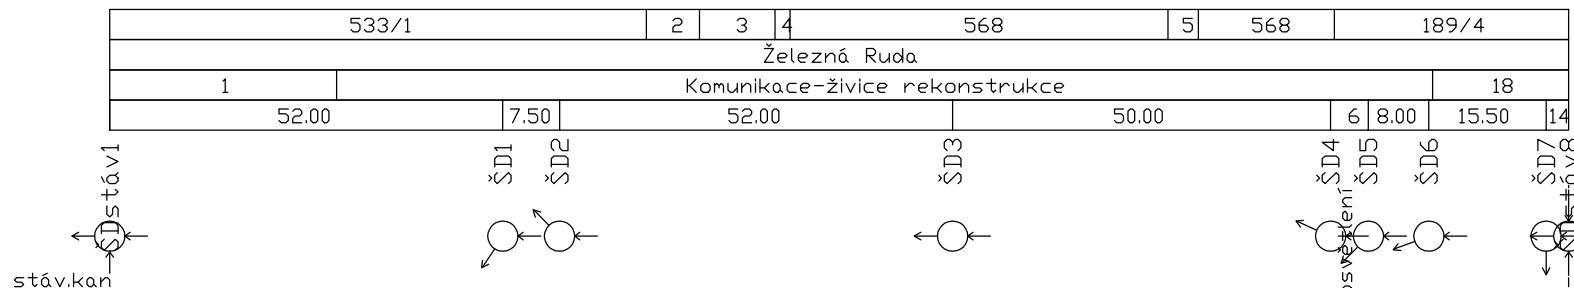 533/1 2 3 4 568 5 568 189/4
Železná Ruda
1 Komunikace-živice rekonstrukce 18
52.00 7.50 52.00 50.00 6 8.00 15.50 14
ŠDstáv1 ŠD1 ŠD2 ŠD3 ŠD4 ŠD5 ŠD6 ŠD7
stáv.kan